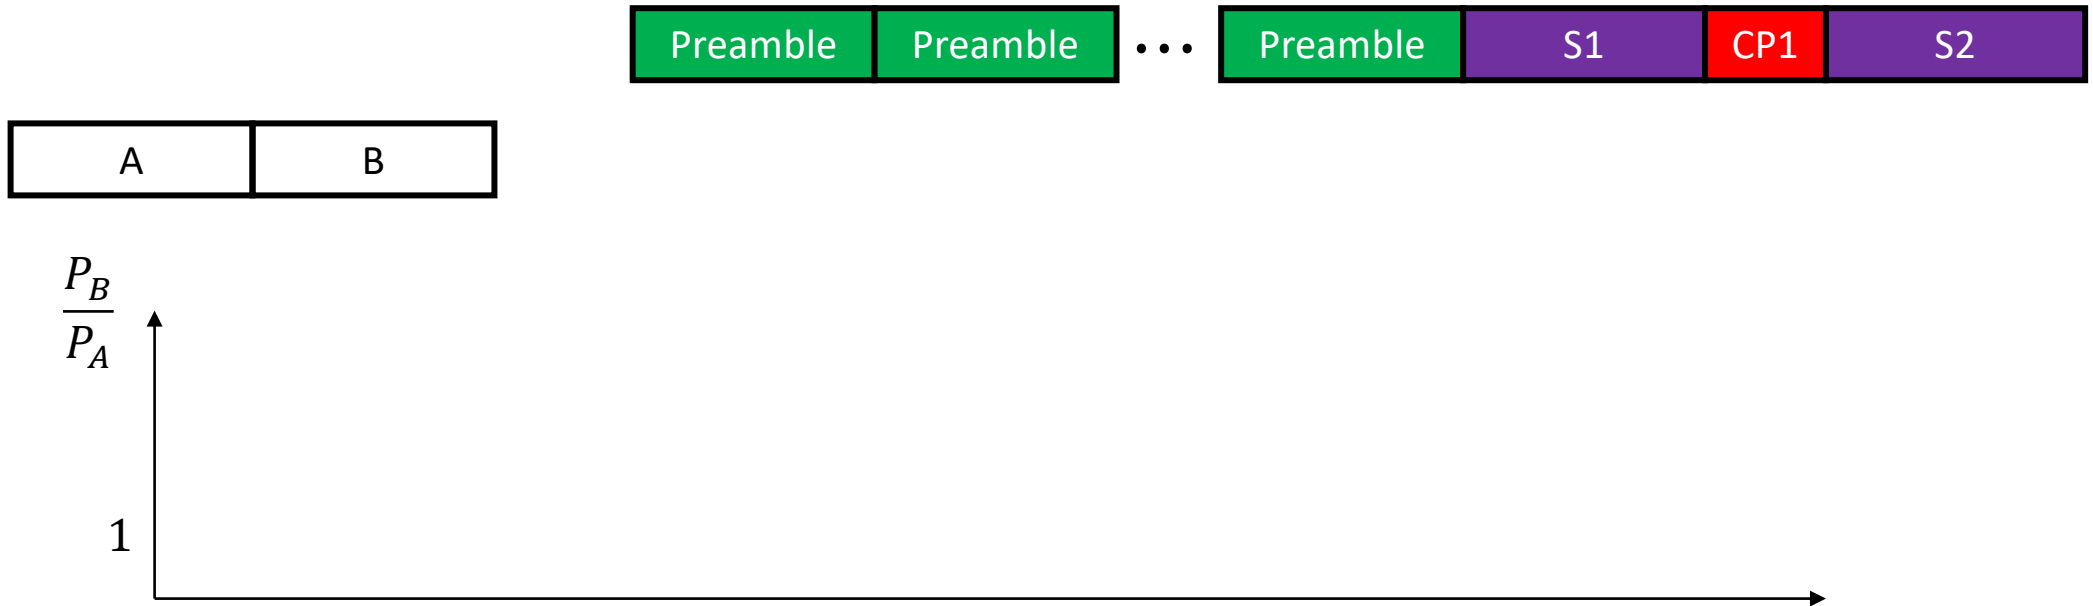 Preamble Preamble ... Preamble S1 CP1 S2
A B
P_B
P_A
1